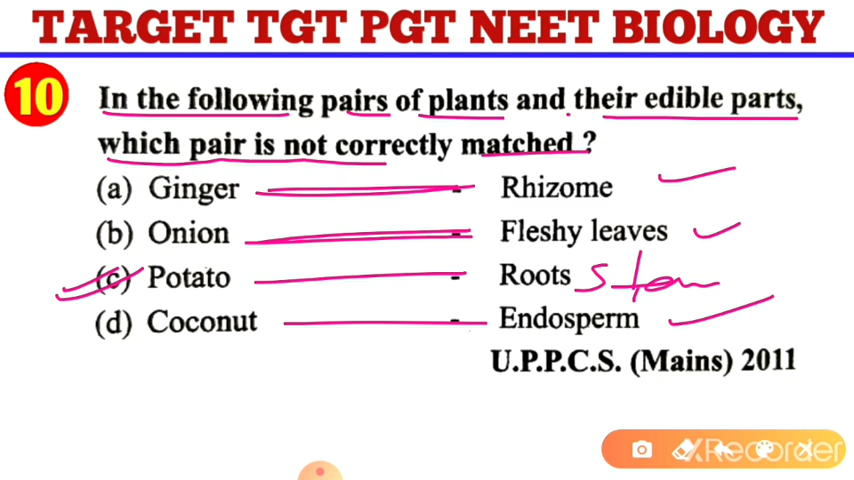 TARGET TGT PGT NEET BIOLOGY
10 In the following pairs of plants and their edible parts,
which pair is not correctly matched ?
(a) Ginger - Rhizome
(b) Onion - Fleshy leaves
(c) Potato - Roots stem
(d) Coconut - Endosperm
U.P.P.C.S. (Mains) 2011
XRecorder